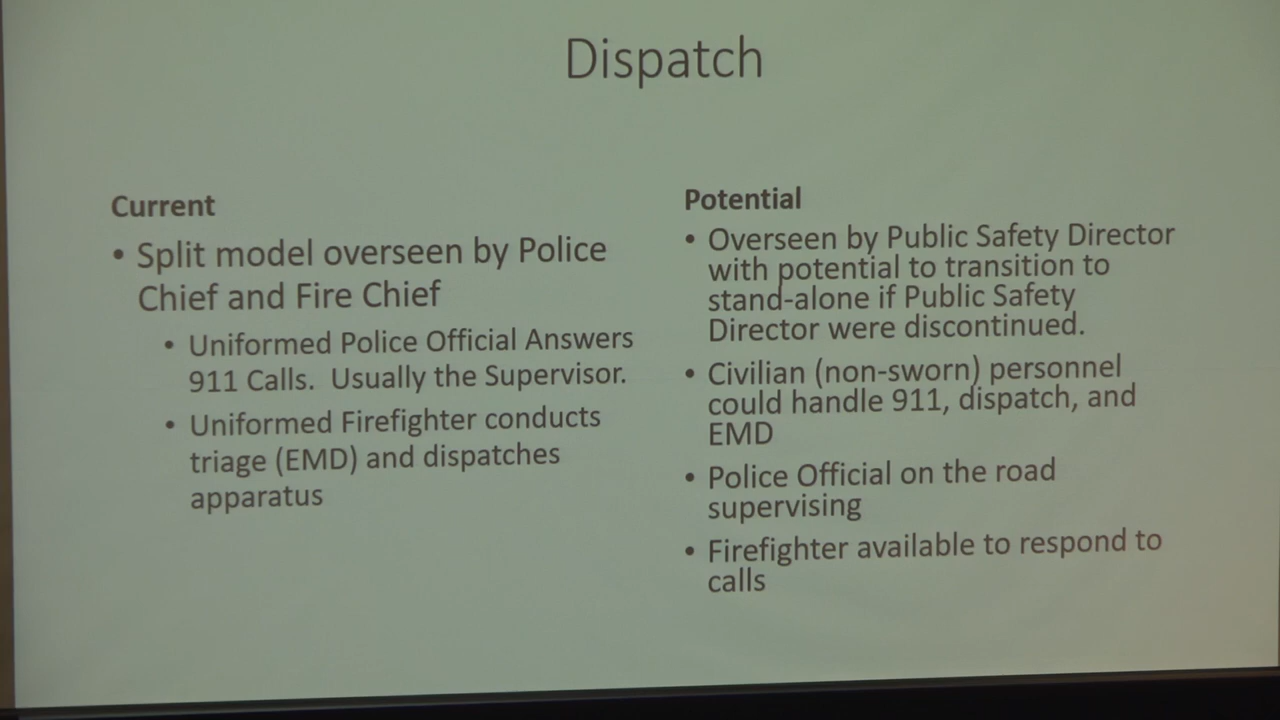 Dispatch
Current
• Split model overseen by Police
Chief and Fire Chief
• Uniformed Police Official Answers
911 Calls.  Usually the Supervisor.
• Uniformed Firefighter conducts
triage (EMD) and dispatches
apparatus
Potential
• Overseen by Public Safety Director
with potential to transition to
stand-alone if Public Safety
Director were discontinued.
• Civilian (non-sworn) personnel
could handle 911, dispatch, and
EMD
• Police Official on the road
supervising
• Firefighter available to respond to
calls